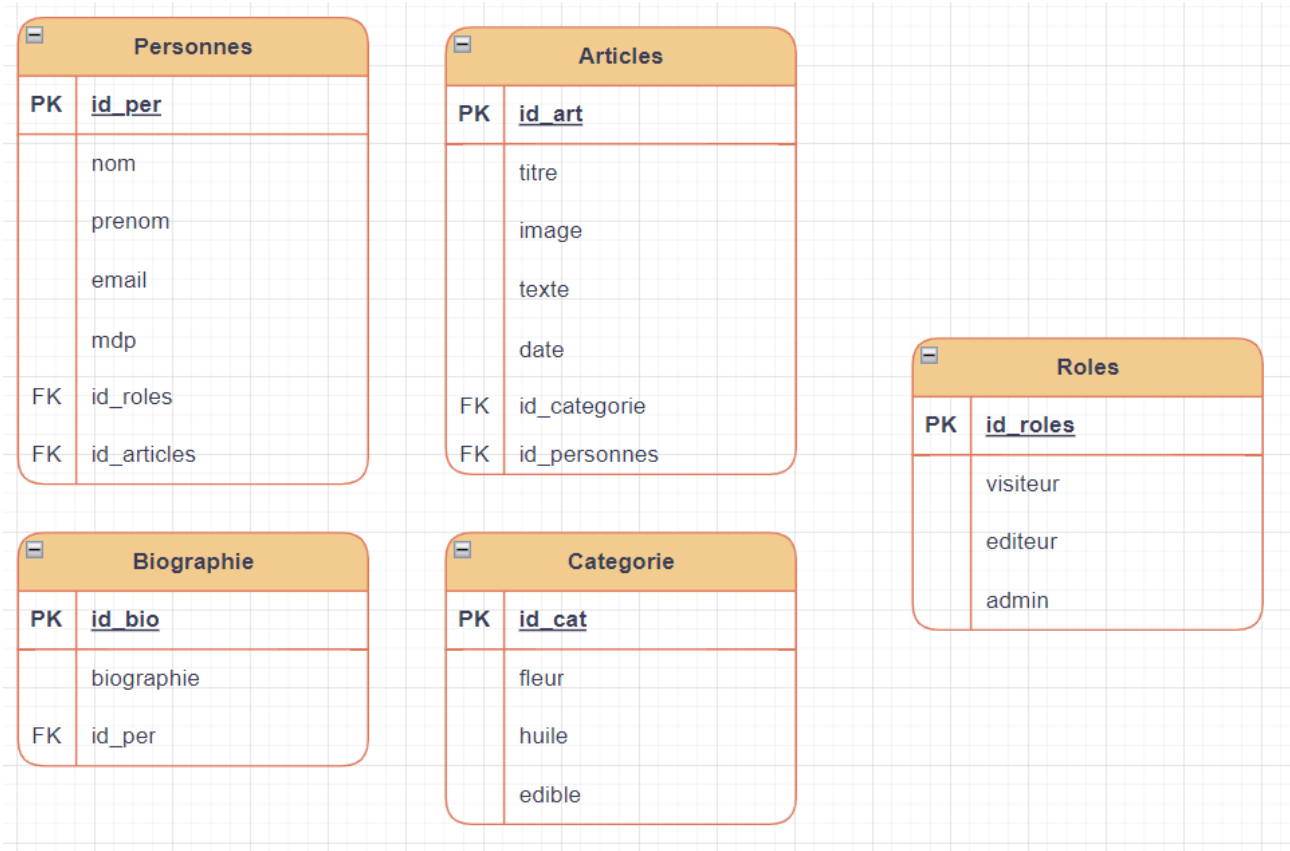 Personnes
PK id_per
nom
prenom
email
mdp
FK id_roles
FK id_articles
Articles
PK id_art
titre
image
texte
date
FK id_categorie
FK id_personnes
Roles
PK id_roles
visiteur
editeur
admin
Biographie
PK id_bio
biographie
FK id_per
Categorie
PK id_cat
fleur
huile
edible